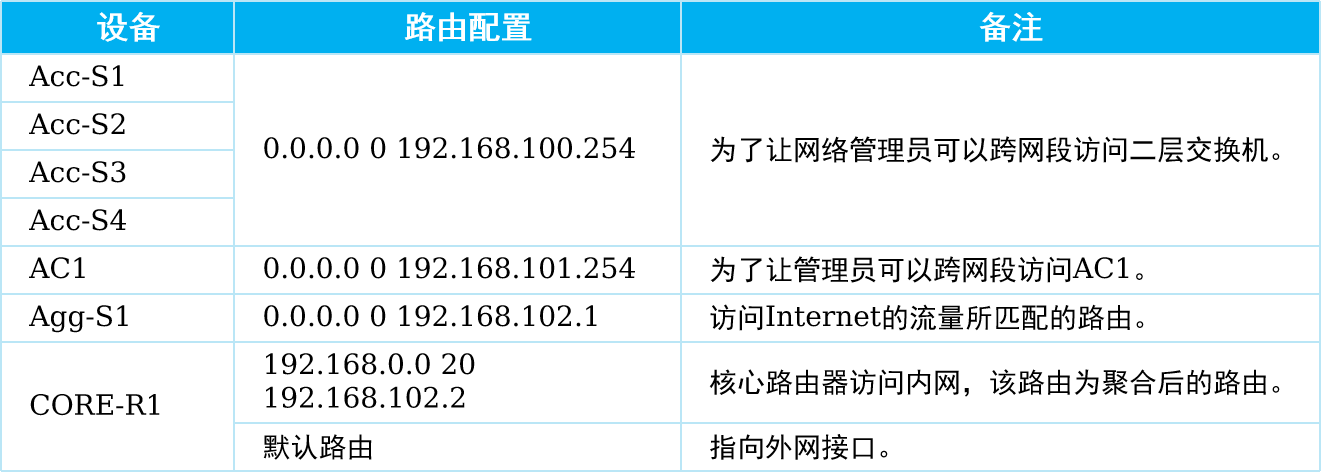 设备 路由配置 备注
Acc-S1
Acc-S2
Acc-S3
Acc-S4
0.0.0.0 0 192.168.100.254 为了让网络管理员可以跨网段访问二层交换机。
AC1 0.0.0.0 0 192.168.101.254 为了让管理员可以跨网段访问AC1。
Agg-S1 0.0.0.0 0 192.168.102.1 访问Internet的流量所匹配的路由。
CORE-R1
192.168.0.0 20
192.168.102.2
核心路由器访问内网，该路由为聚合后的路由。
默认路由 指向外网接口。